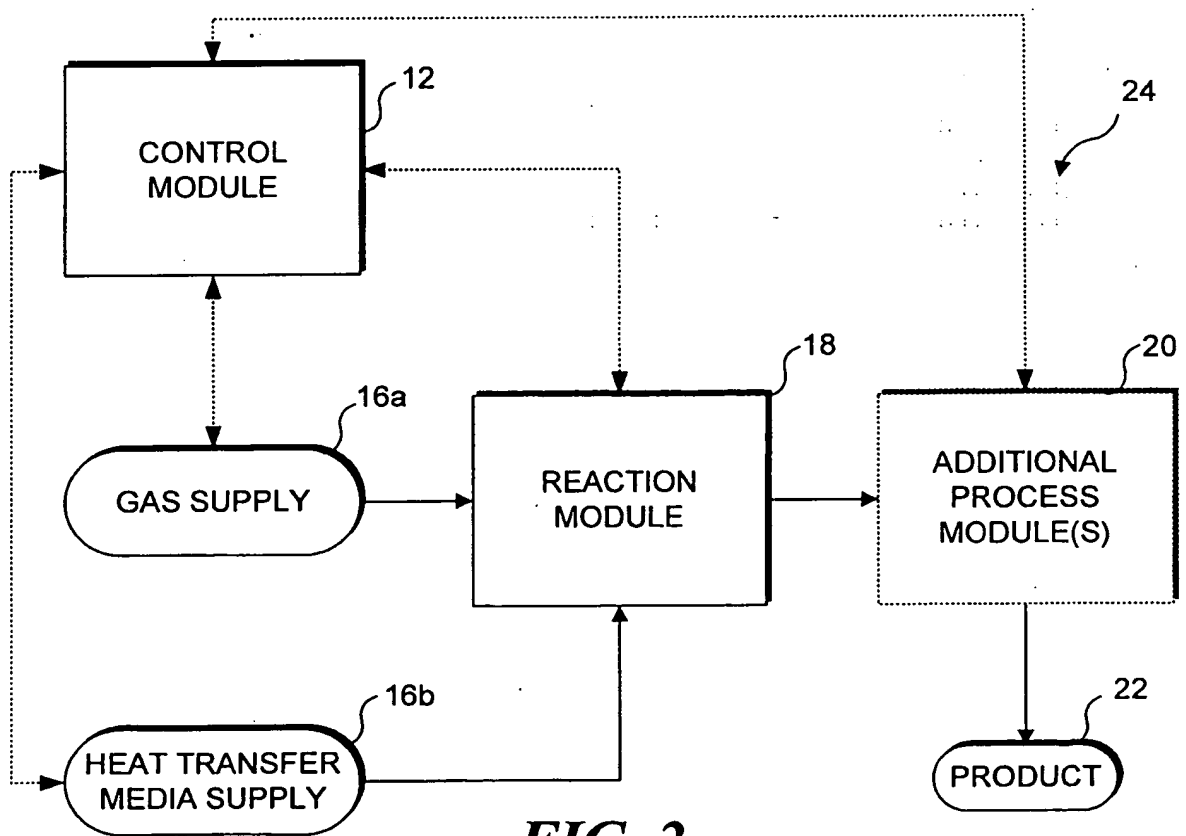 12
24
CONTROL
MODULE
18
20
16a
GAS SUPPLY
REACTION
MODULE
ADDITIONAL
PROCESS
MODULE(S)
16b
22
HEAT TRANSFER
MEDIA SUPPLY
PRODUCT